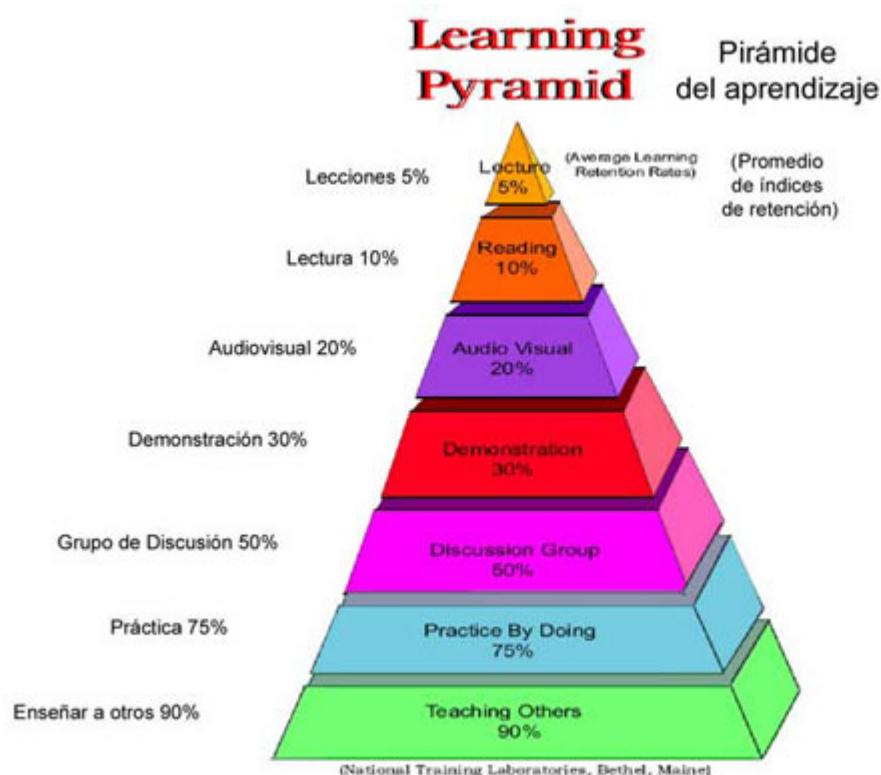 Learning
Pyramid
Pirámide
del aprendizaje
(Average Learning
Retention Rates)
(Promedio
de índices
de retención)
Lecciones 5%
Lecture
5%
Lectura 10%
Reading
10%
Audiovisual 20%
Audio Visual
20%
Demonstración 30%
Demonstration
30%
Grupo de Discusión 50%
Discussion Group
50%
Práctica 75%
Practice By Doing
75%
Enseñar a otros 90%
Teaching Others
90%
(National Training Laboratories, Bethel, Maine)